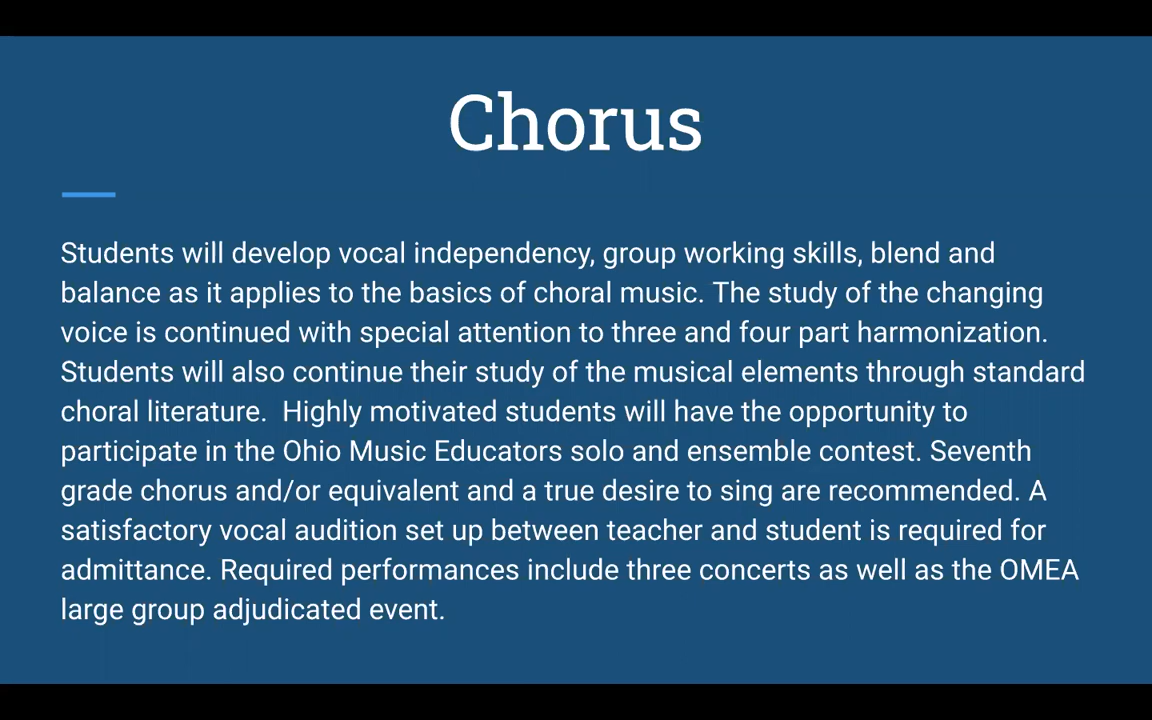 Chorus
Students will develop vocal independency, group working skills, blend and
balance as it applies to the basics of choral music. The study of the changing
voice is continued with special attention to three and four part harmonization.
Students will also continue their study of the musical elements through standard
choral literature.  Highly motivated students will have the opportunity to
participate in the Ohio Music Educators solo and ensemble contest. Seventh
grade chorus and/or equivalent and a true desire to sing are recommended. A
satisfactory vocal audition set up between teacher and student is required for
admittance. Required performances include three concerts as well as the OMEA
large group adjudicated event.